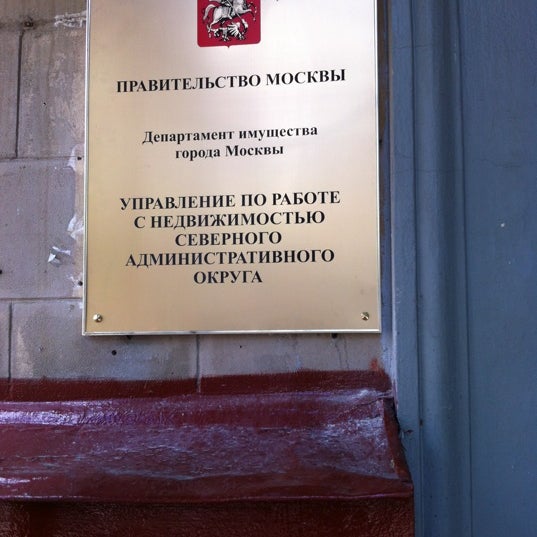 ПРАВИТЕЛЬСТВО МОСКВЫ
Департамент имущества
города Москвы
УПРАВЛЕНИЕ ПО РАБОТЕ
С НЕДВИЖИМОСТЬЮ
СЕВЕРНОГО
АДМИНИСТРАТИВНОГО
ОКРУГА